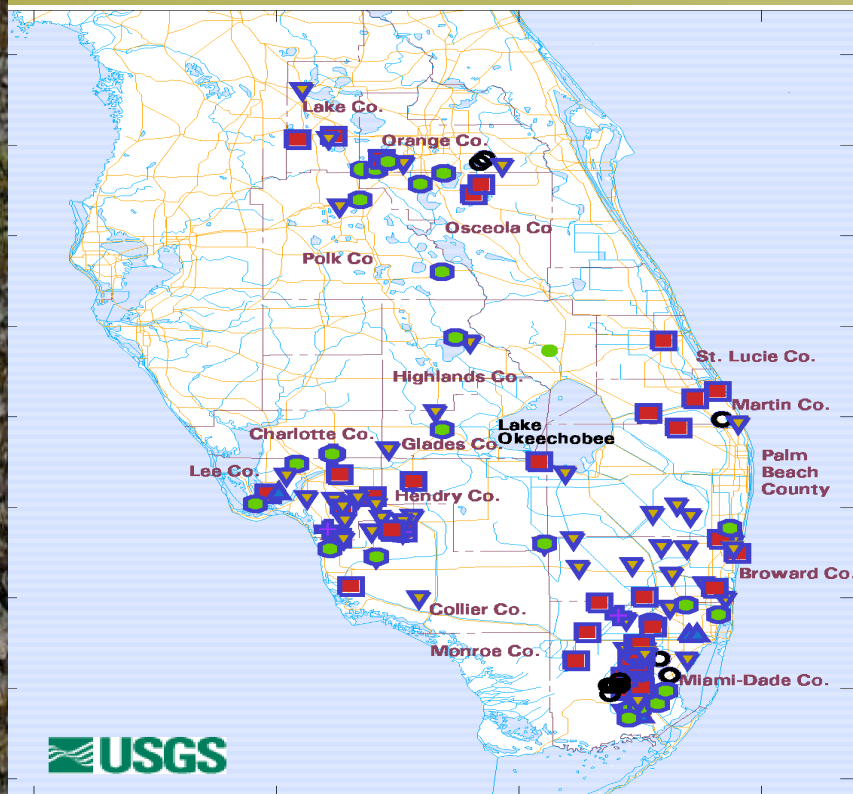 Lake Co.
Orange Co.
Osceola Co
Polk Co
St. Lucie Co.
Highlands Co.
Martin Co.
Lake
Okeechobee
Charlotte Co.
Glades Co.
Lee Co.
Palm
Beach
County
Hendry Co.
Broward Co.
Collier Co.
Monroe Co.
Miami-Dade Co.
USGS